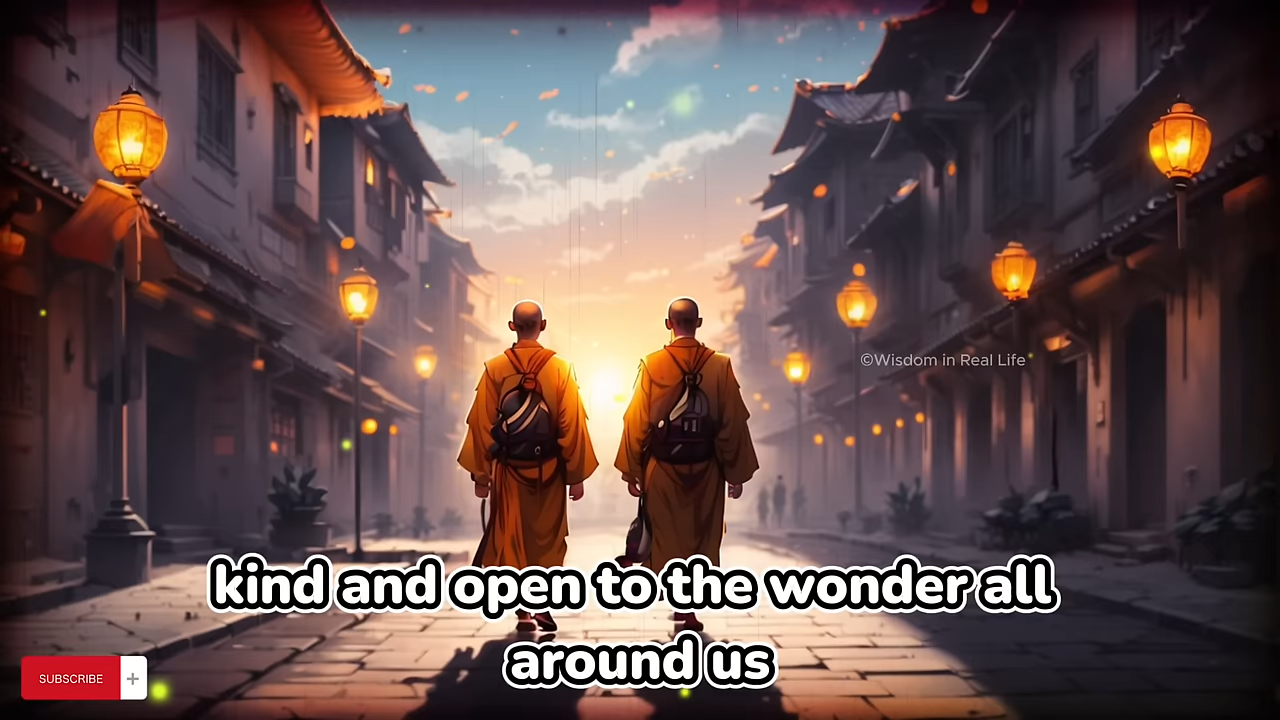 ©Wisdom in Real Life
kind and open to the wonder all
around us
SUBSCRIBE +